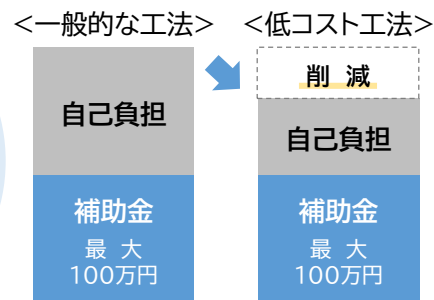 <一般的な工法>
自己負担
補助金
最 大
100万円
<低コスト工法>
削 減
自己負担
補助金
最 大
100万円